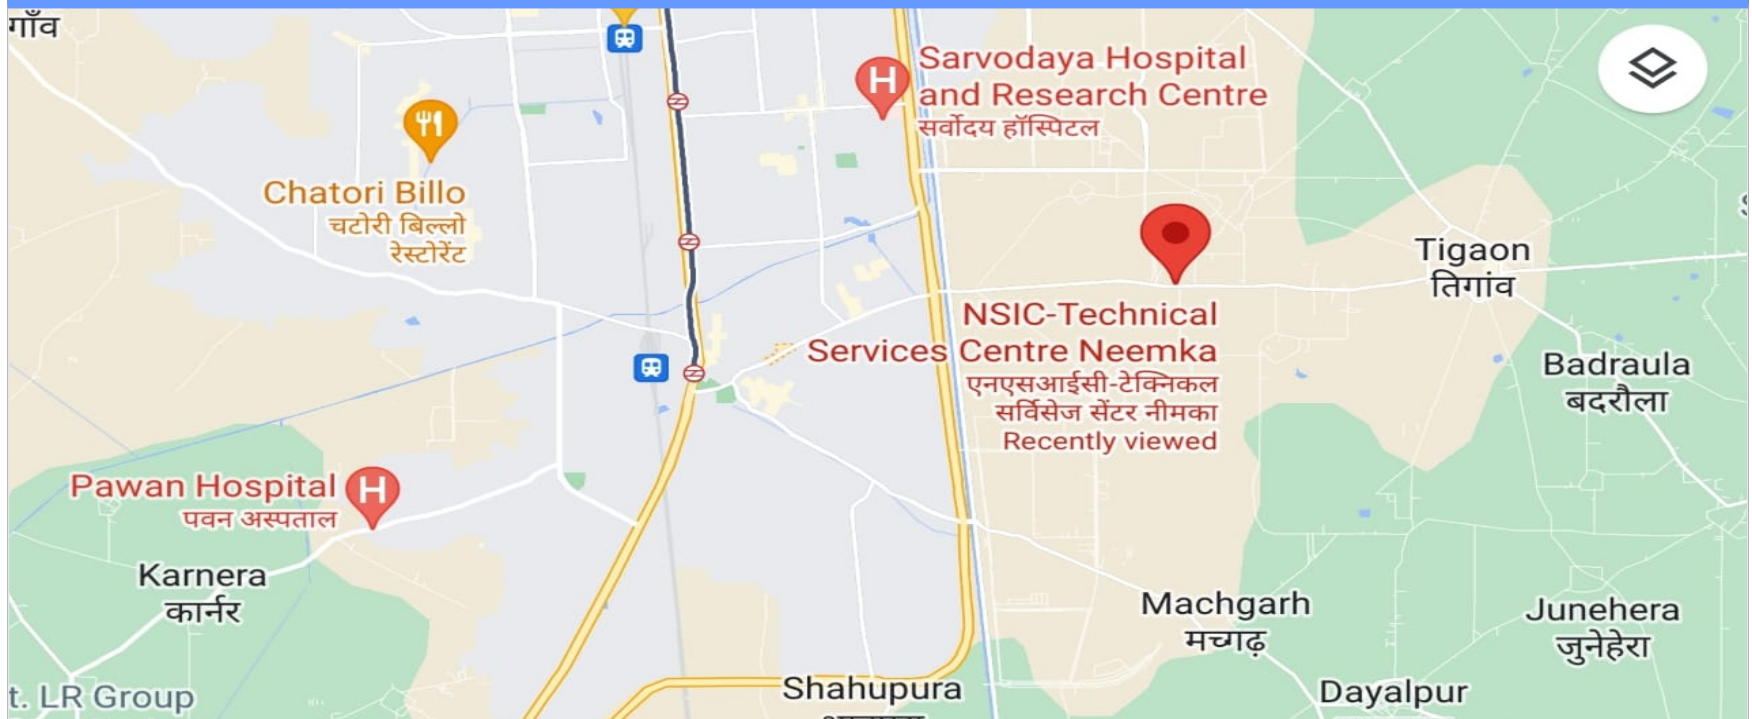 गाँव
Sarvodaya Hospital
and Research Centre
सर्वोदय हॉस्पिटल
Chatori Billo
चटोरी बिल्लो
रेस्टोरेंट
Tigaon
तिगांव
NSIC-Technical
Services Centre Neemka
एनएसआईसी-टेक्निकल
सर्विसेज सेंटर नीमका
Recently viewed
Badraula
बदरौला
Pawan Hospital
पवन अस्पताल
Karnera
कार्नर
Machgarh
मच्गढ़
Junehera
जुनेहेरा
t. LR Group
Shahupura
Dayalpur